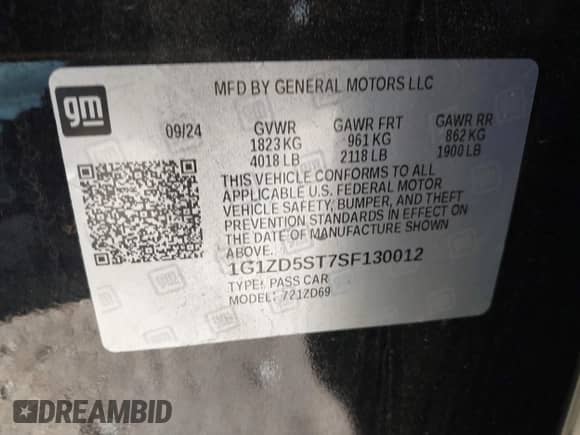 MFD BY GENERAL MOTORS LLC
gm
09/24 GVWR GAWR FRT GAWR RR
1823 KG 961 KG 862 KG
4018 LB 2118 LB 1900 LB
THIS VEHICLE CONFORMS TO ALL
APPLICABLE U.S. FEDERAL MOTOR
VEHICLE SAFETY, BUMPER, AND THEFT
PREVENTION STANDARDS IN EFFECT ON
THE DATE OF MANUFACTURE SHOWN
ABOVE.
1G1ZD5ST7SF130012
TYPE: PASS CAR
MODEL: 721ZD69
DREAMBID